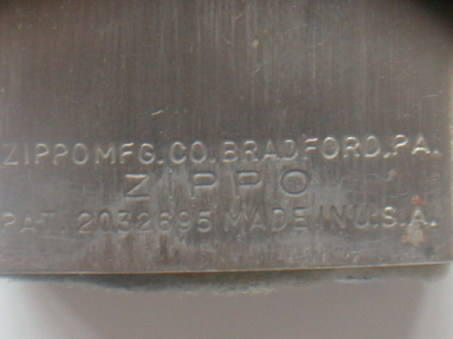 ZIPPO MFG. CO. BRADFORD, PA.
ZIPPO
PAT. 2032695 MADE IN U.S.A.